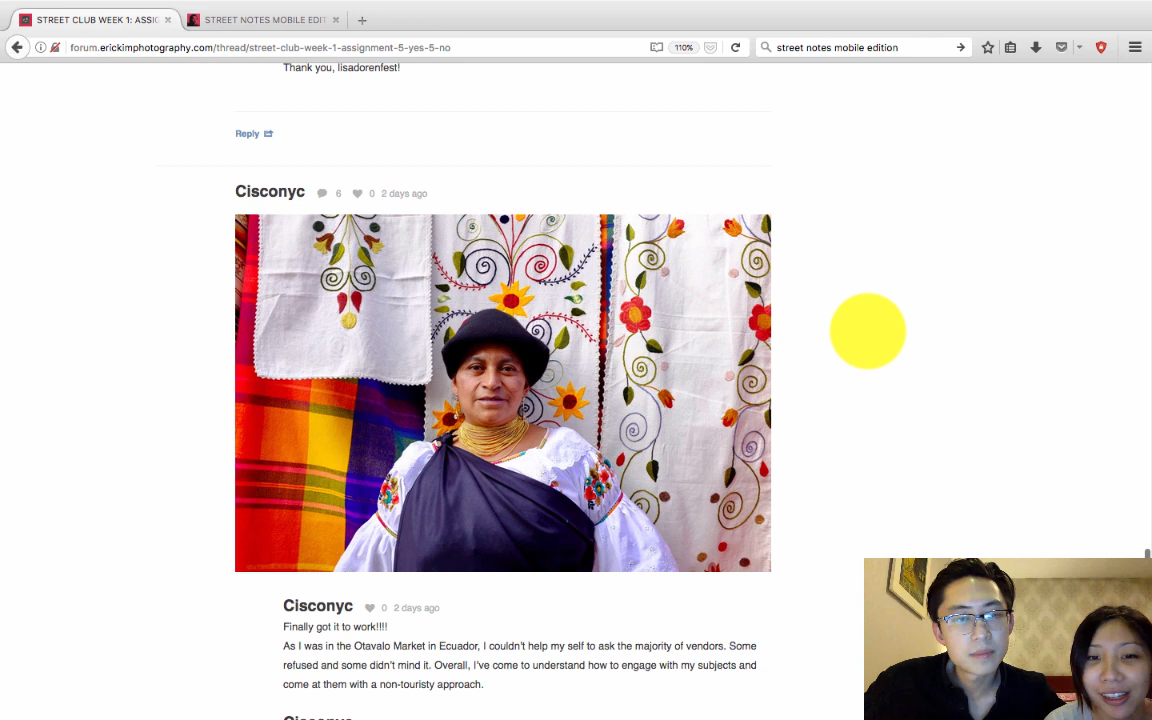 STREET CLUB WEEK 1: ASSIG
STREET NOTES MOBILE EDIT
forum.erickimphotography.com/thread/street-club-week-1-assignment-5-yes-5-no
110%
street notes mobile edition
Thank you, lisadorenfest!
Reply
Cisconyc 6 0 2 days ago
Cisconyc 0 2 days ago
Finally got it to work!!!!
As I was in the Otavalo Market in Ecuador, I couldn't help my self to ask the majority of vendors. Some
refused and some didn't mind it. Overall, I've come to understand how to engage with my subjects and
come at them with a non-touristy approach.